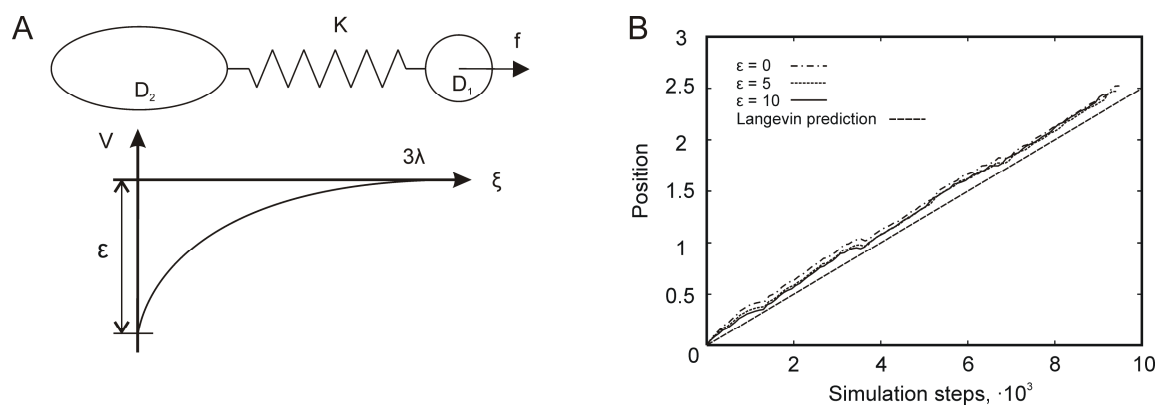 A
K
f
D₂
D₁
V
3λ
ξ
ε
B
3
2.5
2
1.5
1
0.5
0
ε = 0
ε = 5
ε = 10
Langevin prediction
Position
2
4
6
8
10
Simulation steps, ·10³